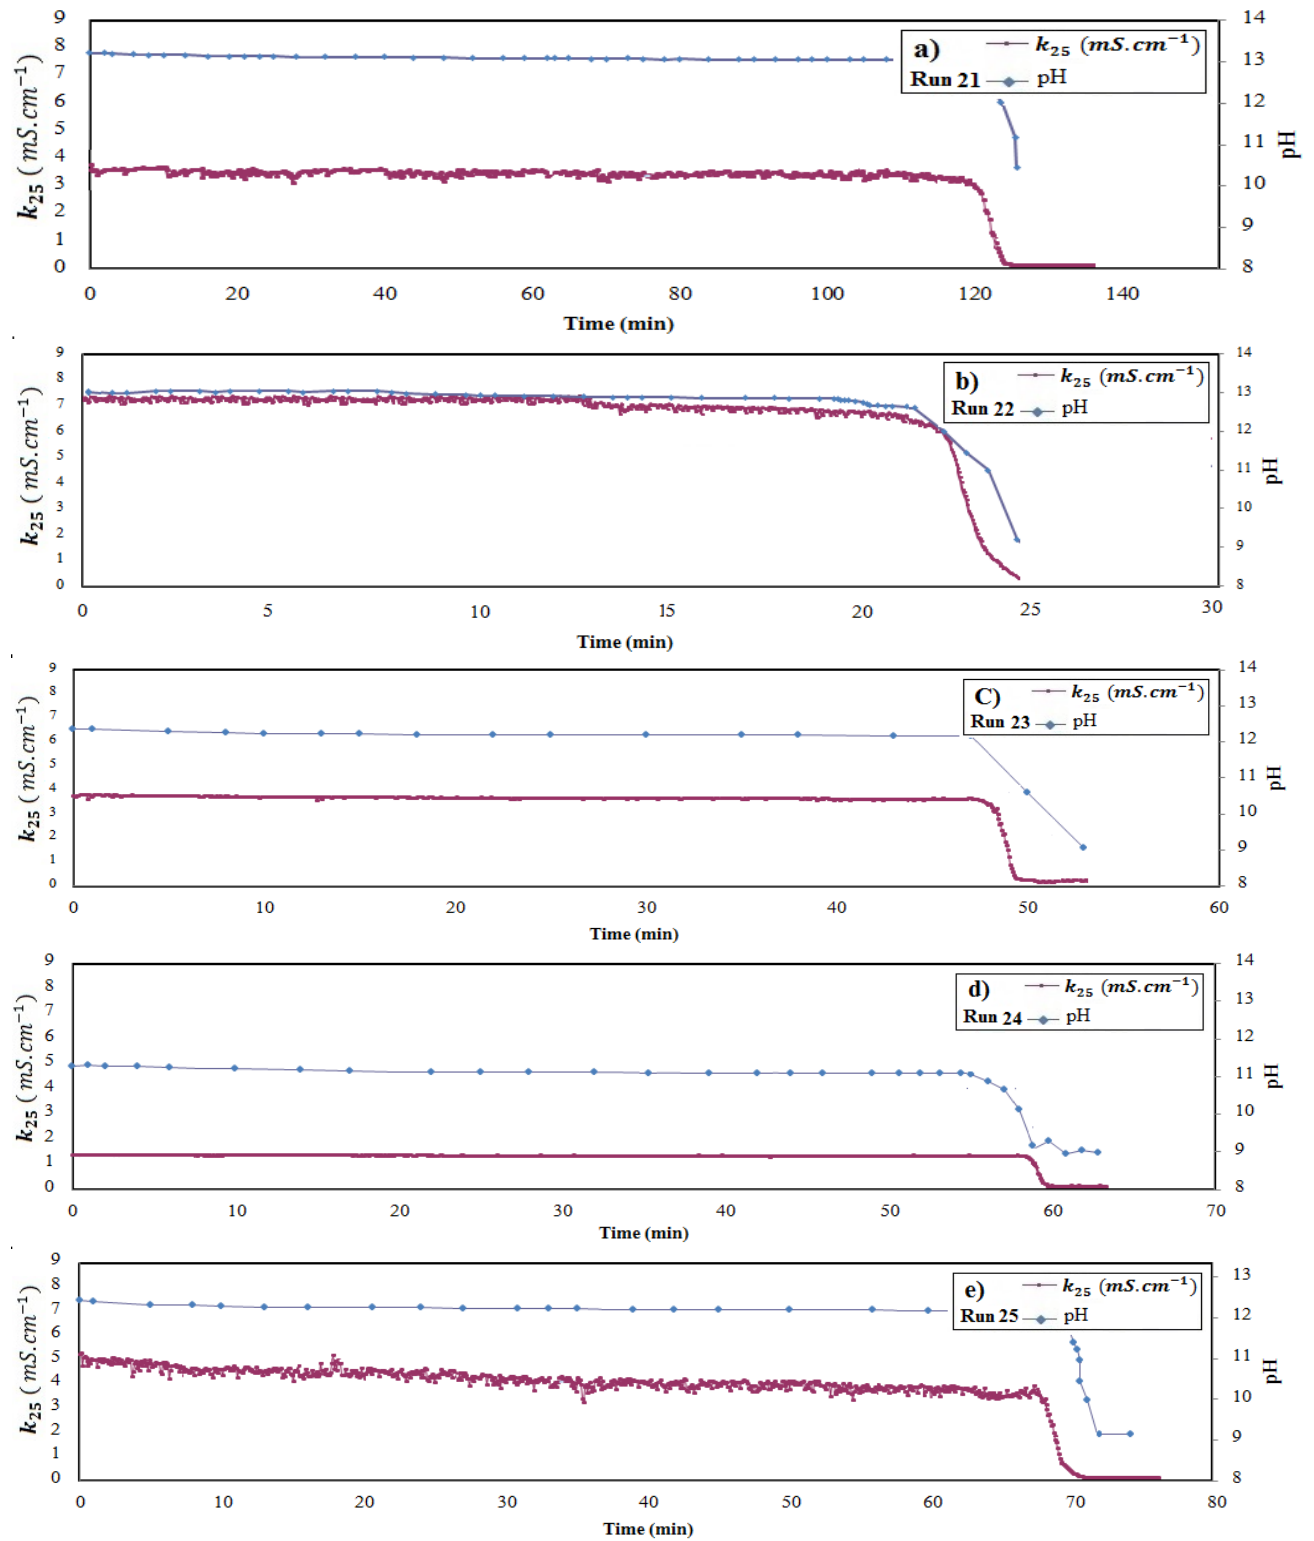 9
8
7
6
5
4
3
2
1
0
k₂₅ ( mS.cm⁻¹)
a)
k₂₅ (mS.cm⁻¹)
Run 21
pH
14
13
12
11
10
9
8
pH
0 20 40 60 80 100 120 140
Time (min)
9
8
7
6
5
4
3
2
1
0
k₂₅ ( mS.cm⁻¹)
b)
k₂₅ (mS.cm⁻¹)
Run 22
pH
14
13
12
11
10
9
8
pH
0 5 10 15 20 25 30
Time (min)
9
8
7
6
5
4
3
2
1
0
k₂₅ ( mS.cm⁻¹)
C)
k₂₅ (mS.cm⁻¹)
Run 23
pH
14
13
12
11
10
9
8
pH
0 10 20 30 40 50 60
Time (min)
9
8
7
6
5
4
3
2
1
0
k₂₅ ( mS.cm⁻¹)
d)
k₂₅ (mS.cm⁻¹)
Run 24
pH
14
13
12
11
10
9
8
pH
0 10 20 30 40 50 60 70
Time (min)
9
8
7
6
5
4
3
2
1
0
k₂₅ ( mS.cm⁻¹)
e)
k₂₅ (mS.cm⁻¹)
Run 25
pH
13
12
11
10
9
8
pH
0 10 20 30 40 50 60 70 80
Time (min)